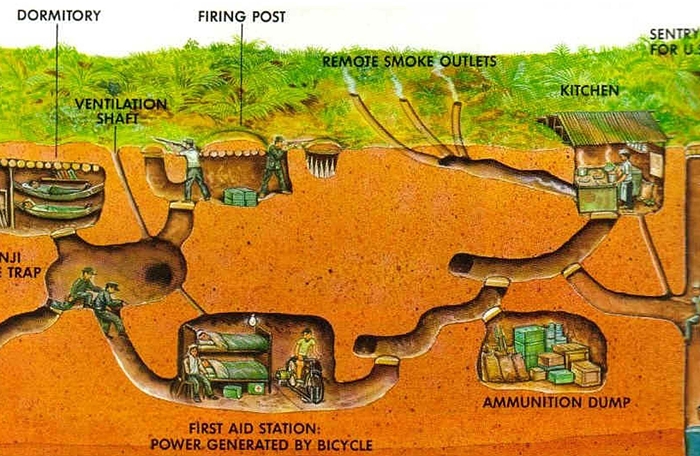 DORMITORY
FIRING POST
SENTRY
FOR U
REMOTE SMOKE OUTLETS
KITCHEN
VENTILATION
SHAFT
NJI
TRAP
AMMUNITION DUMP
FIRST AID STATION:
POWER GENERATED BY BICYCLE